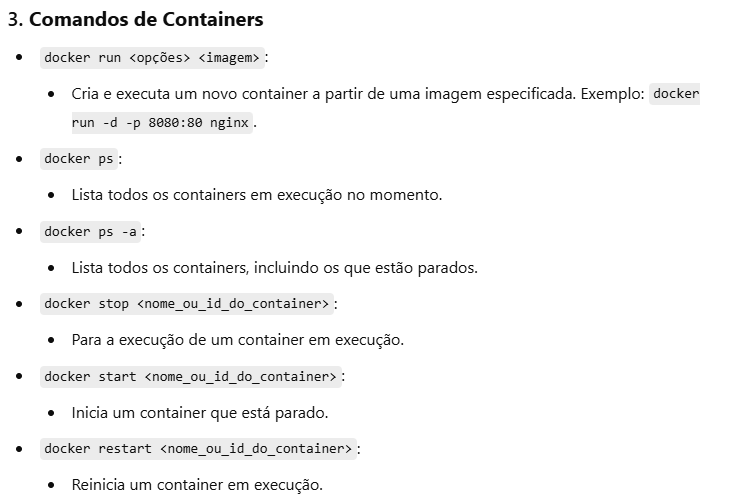 3. Comandos de Containers
docker run <opções> <imagem>:
Cria e executa um novo container a partir de uma imagem especificada. Exemplo: docker
run -d -p 8080:80 nginx.
docker ps:
Lista todos os containers em execução no momento.
docker ps -a:
Lista todos os containers, incluindo os que estão parados.
docker stop <nome_ou_id_do_container>:
Para a execução de um container em execução.
docker start <nome_ou_id_do_container>:
Inicia um container que está parado.
docker restart <nome_ou_id_do_container>:
Reinicia um container em execução.